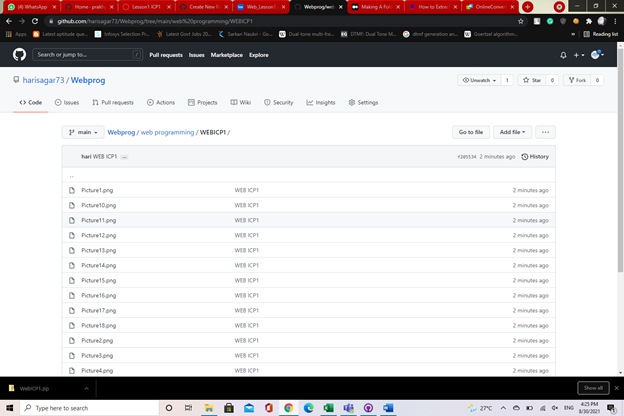 (4) WhatsApp
Home - prakh
Lesson1 ICP1
Create New R
Web_Lesson1
Webprog/web
Making 4 Fol
How to Extra
OnlineConver
github.com/harisagar73/Webprog/tree/main/web%20programming/WEBICP1
Apps
Latest aptitude que...
Infosys Selection Pr...
Latest Govt Jobs 20...
Sarkari Naukri - Go...
Dual tone multi-fre...
DTMF: Dual Tone M...
dtmf generation an...
Goertzel algorithm...
Reading list
Search or jump to...
Pull requests Issues Marketplace Explore
harisagar73 / Webprog
Unwatch 1
Star 0
Fork 0
Code Issues Pull requests Actions Projects Wiki Security Insights Settings
main
Webprog / web programming / WEBICP1 /
Go to file
Add file
hari WEB ICP1
2 minutes ago
History
..
Picture1.png WEB ICP1 2 minutes ago
Picture10.png WEB ICP1 2 minutes ago
Picture11.png WEB ICP1 2 minutes ago
Picture12.png WEB ICP1 2 minutes ago
Picture13.png WEB ICP1 2 minutes ago
Picture14.png WEB ICP1 2 minutes ago
Picture15.png WEB ICP1 2 minutes ago
Picture16.png WEB ICP1 2 minutes ago
Picture17.png WEB ICP1 2 minutes ago
Picture18.png WEB ICP1 2 minutes ago
Picture2.png WEB ICP1 2 minutes ago
Picture3.png WEB ICP1 2 minutes ago
Picture4.png WEB ICP1 2 minutes ago
WebICP1.zip
Show all
Type here to search
27°C
ENG
4:25 PM
8/30/2021